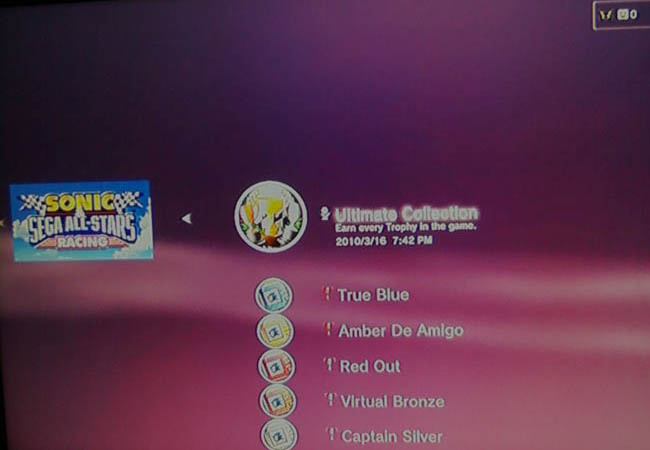 0
SONIC
&
SEGA ALL-STARS
RACING
Ultimate Collection
Earn every Trophy in the game.
2010/3/16 7:42 PM
True Blue
Amber De Amigo
Red Out
Virtual Bronze
Captain Silver